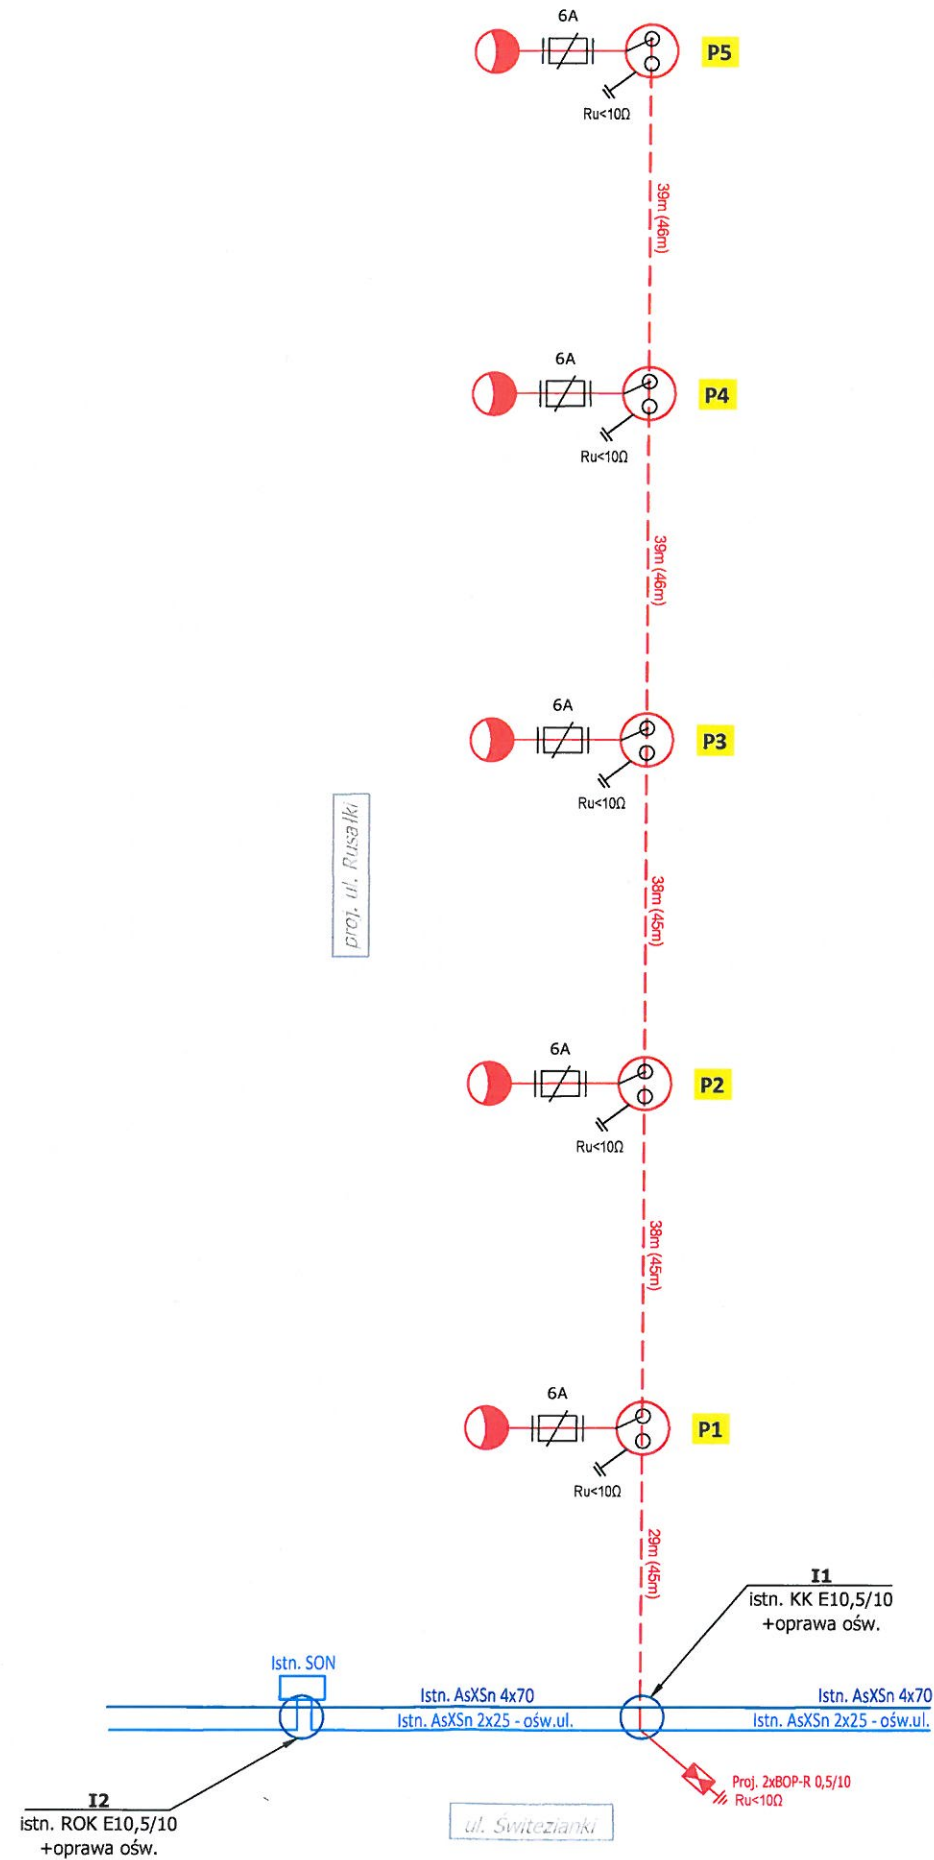 6A
P5
Ru<10Ω
39m (46m)
6A
P4
Ru<10Ω
39m (46m)
6A
P3
Ru<10Ω
proj. ul. Rusałki
38m (45m)
6A
P2
Ru<10Ω
38m (45m)
6A
P1
Ru<10Ω
29m (45m)
I1
istn. KK E10,5/10
+oprawa ośw.
Istn. SON
Istn. AsXSn 4x70
Istn. AsXSn 4x70
Istn. AsXSn 2x25 - ośw.ul.
Istn. AsXSn 2x25 - ośw.ul.
Proj. 2xBOP-R 0,5/10
Ru<10Ω
I2
istn. ROK E10,5/10
+oprawa ośw.
ul. Świtezianki